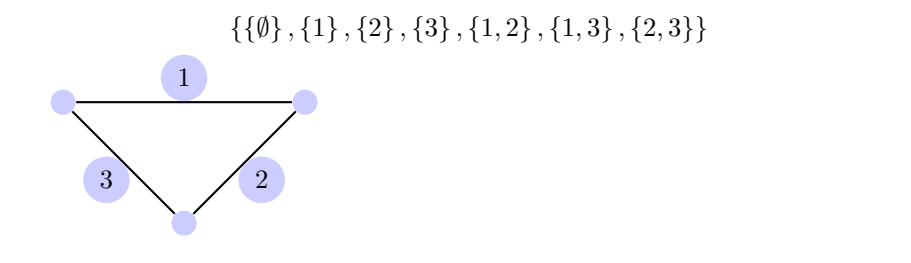 {{∅}, {1}, {2}, {3}, {1, 2}, {1, 3}, {2, 3}}
1
3
2